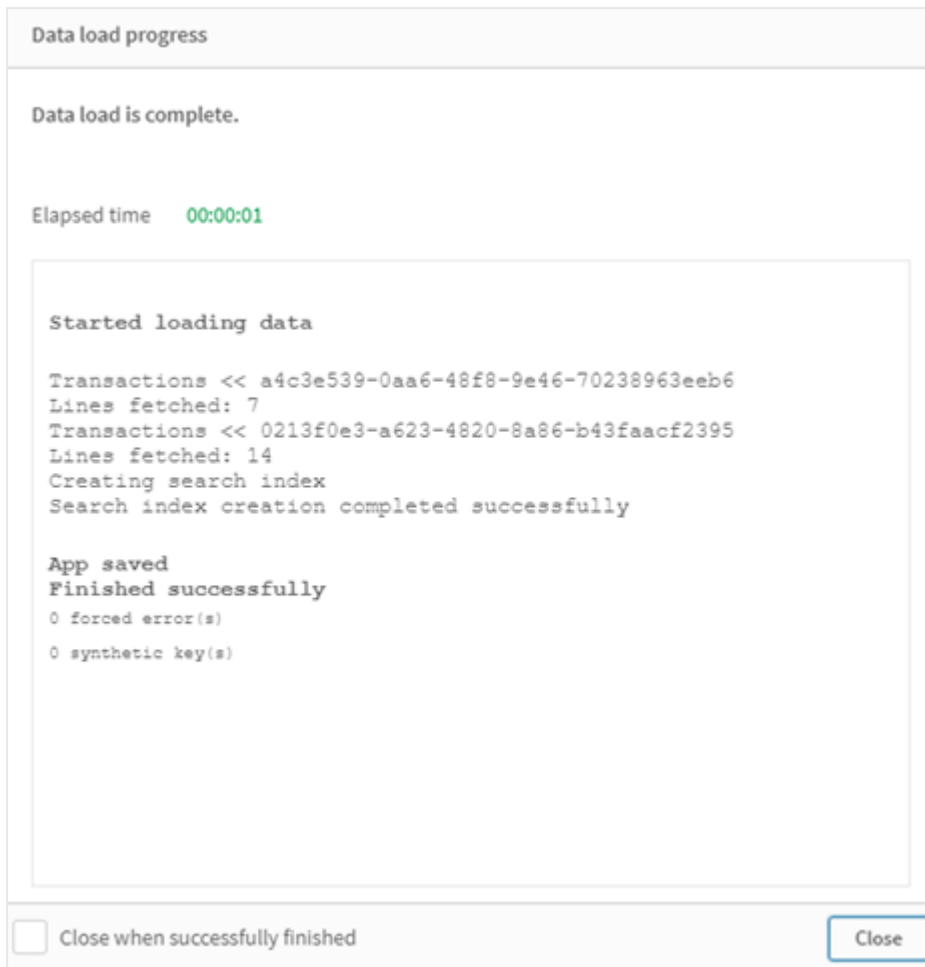 Data load progress
Data load is complete.
Elapsed time 00:00:01
Started loading data
Transactions << a4c3e539-0aa6-48f8-9e46-70238963eeb6
Lines fetched: 7
Transactions << 0213f0e3-a623-4820-8a86-b43faacf2395
Lines fetched: 14
Creating search index
Search index creation completed successfully
App saved
Finished successfully
0 forced error(s)
0 synthetic key(s)
Close when successfully finished
Close